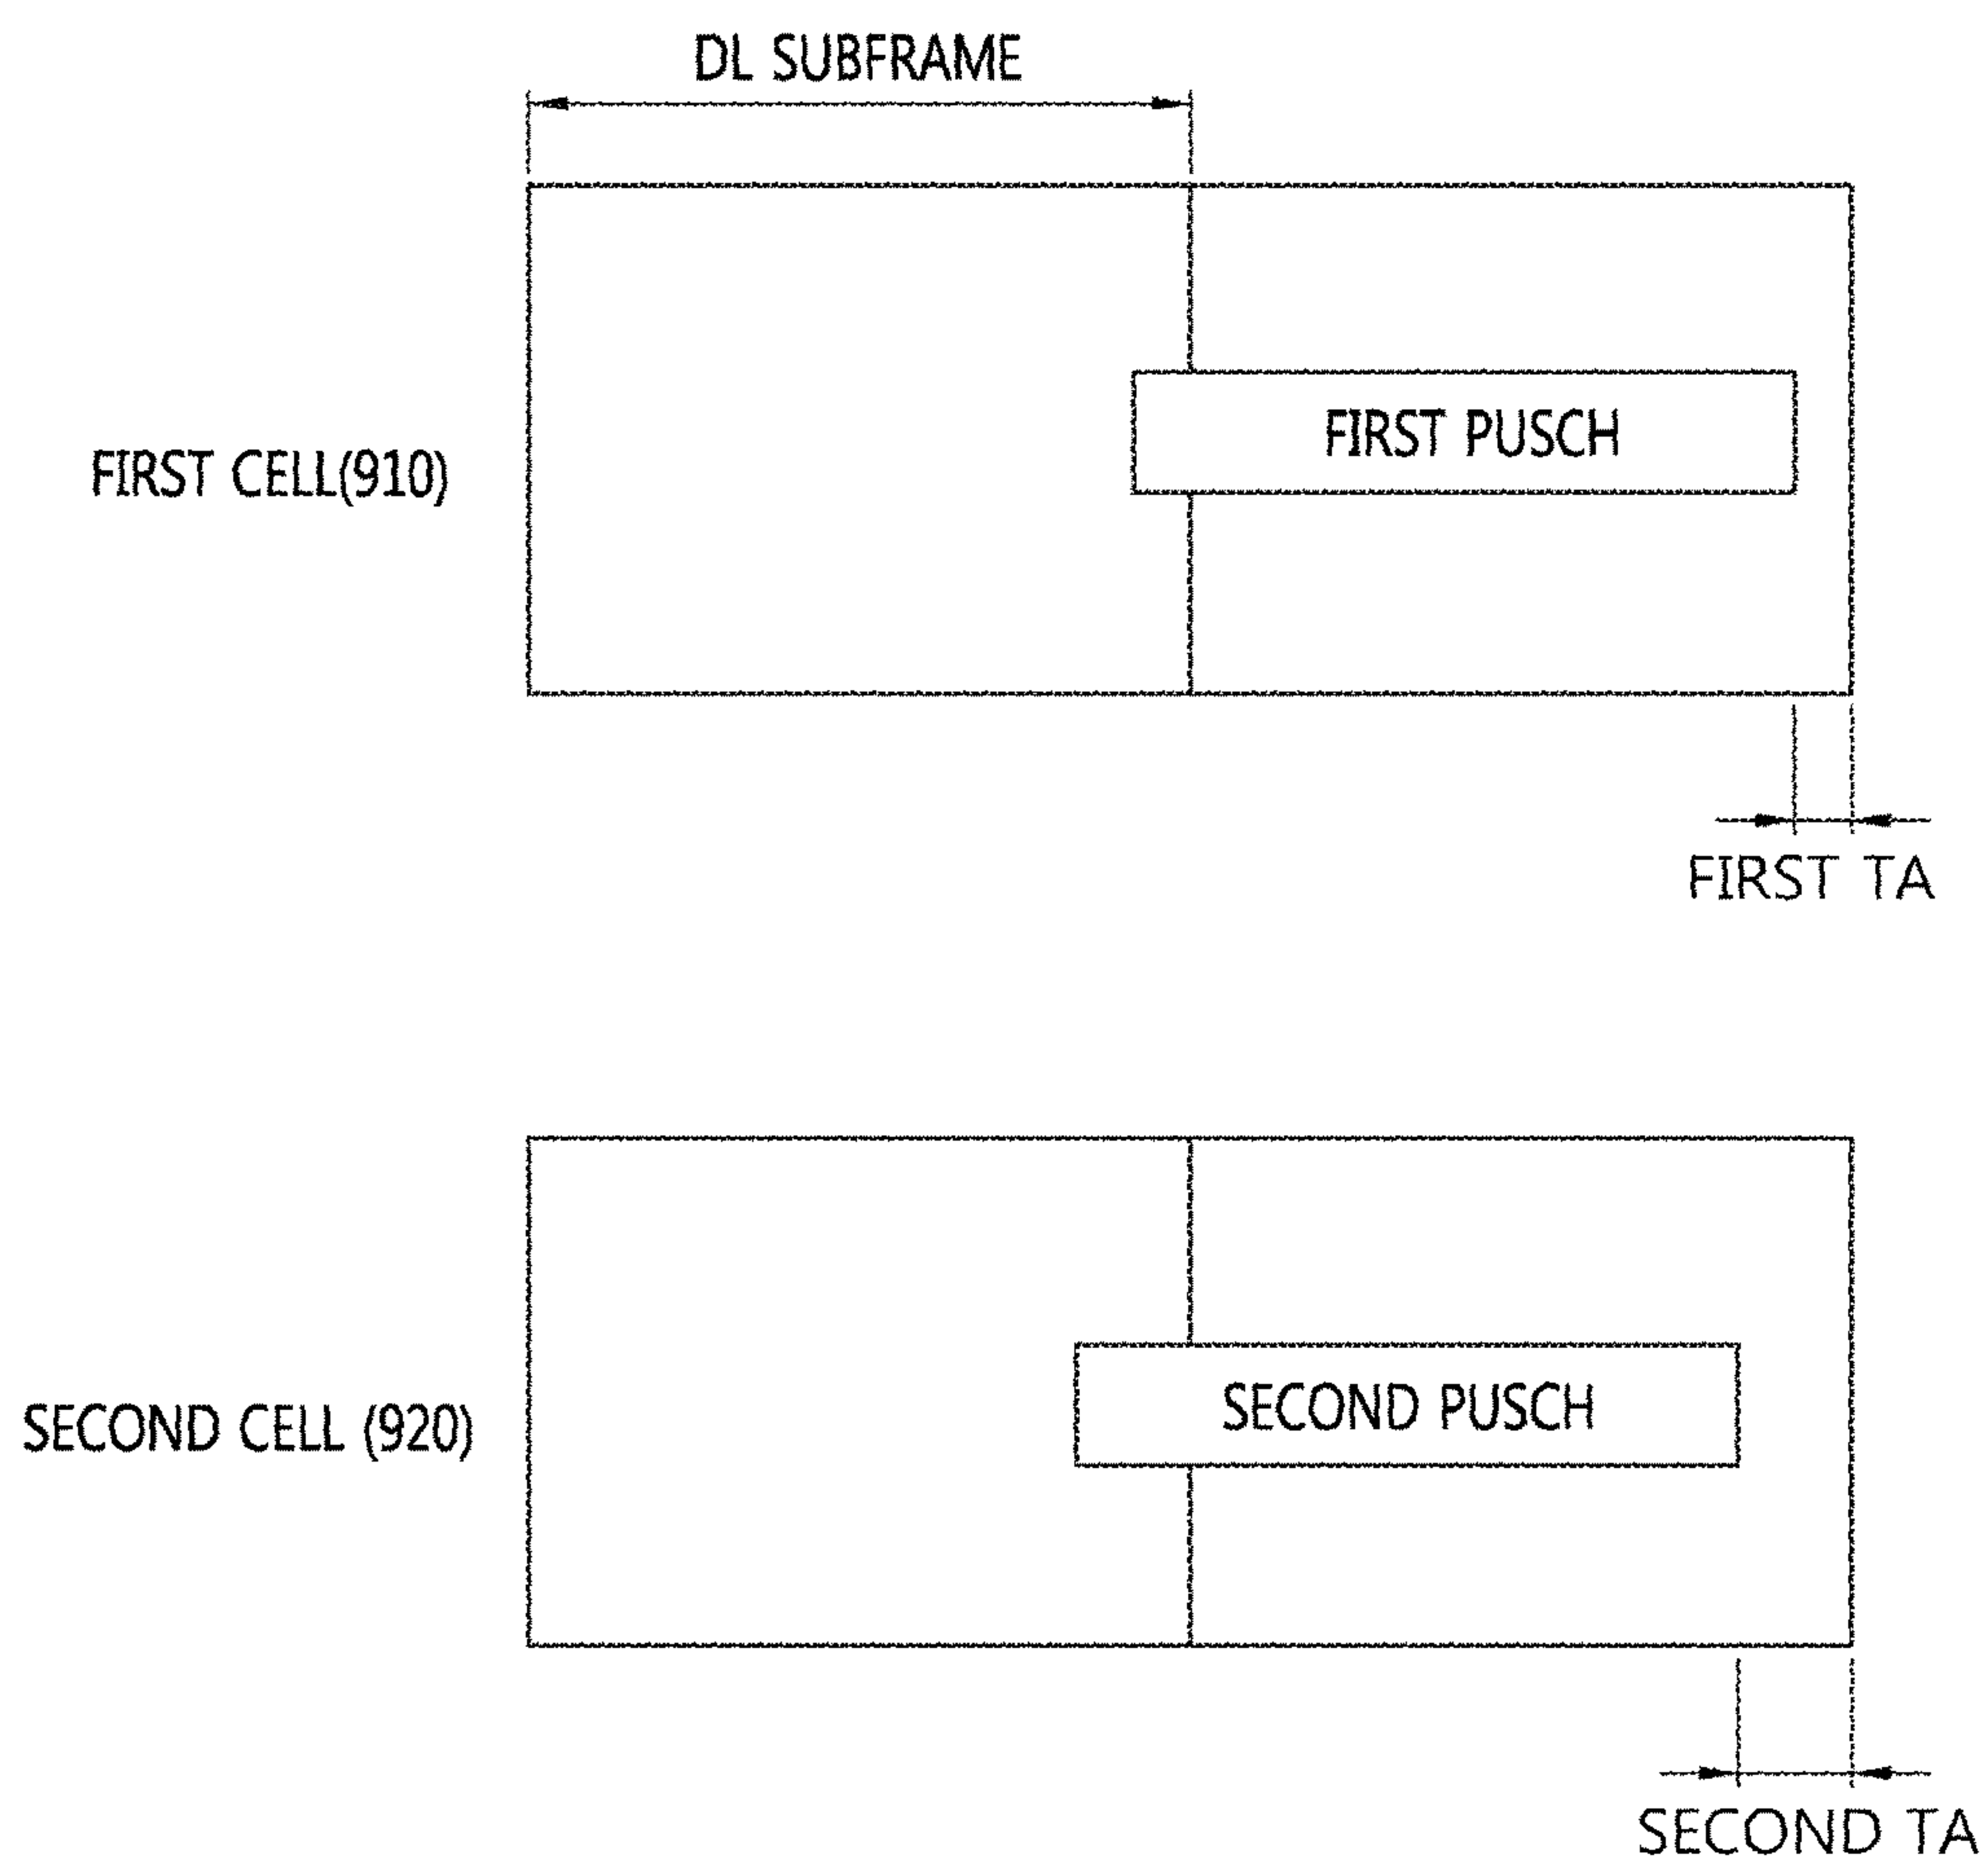 DL SUBFRAME
FIRST PUSCH
FIRST CELL(910)
FIRST TA
SECOND PUSCH
SECOND CELL (920)
SECOND TA